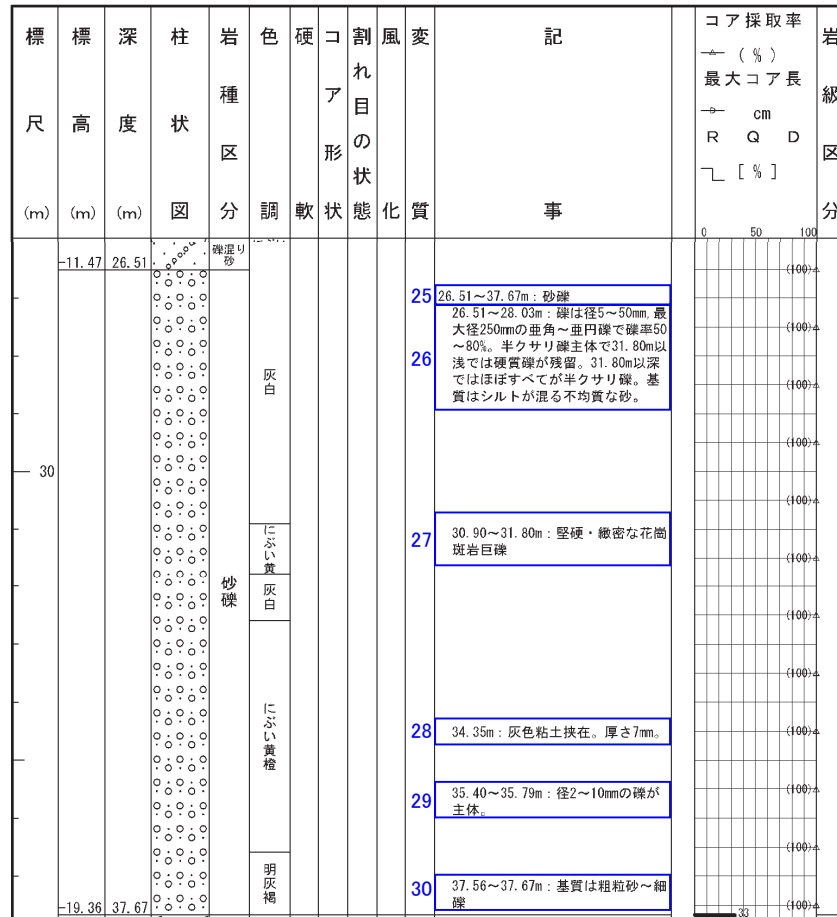 標尺(m)
標高(m)
深度(m)
柱状図
岩種区分
色調
硬軟
コア形状
割れ目の状態
風化
変質
記事
コア採取率
(%)
最大コア長
cm
R Q D
[%]
岩級区分
0 50 100
礫混り
砂
-11.47 26.51
(100)
25
26.51~37.67m:砂礫
26
26.51~28.03m:礫は径5~50mm,最
大径250mmの亜角~亜円礫で礫率50
~80%。半クサリ礫主体で31.80m以
浅では硬質礫が残留。31.80m以深
ではほぼすべてが半クサリ礫。基
質はシルトが混る不均質な砂。
灰白
(100)
(100)
(100)
30
(100)
27
30.90~31.80m:堅硬・緻密な花崗
斑岩巨礫
にぶい黄
(100)
砂礫
灰白
(100)
(100)
28
34.35m:灰色粘土挟在。厚さ7mm。
にぶい黄橙
(100)
29
35.40~35.79m:径2~10mmの礫が
主体。
(100)
(100)
明灰褐
30
37.56~37.67m:基質は粗粒砂~細
礫
-19.36 37.67
(100)
33